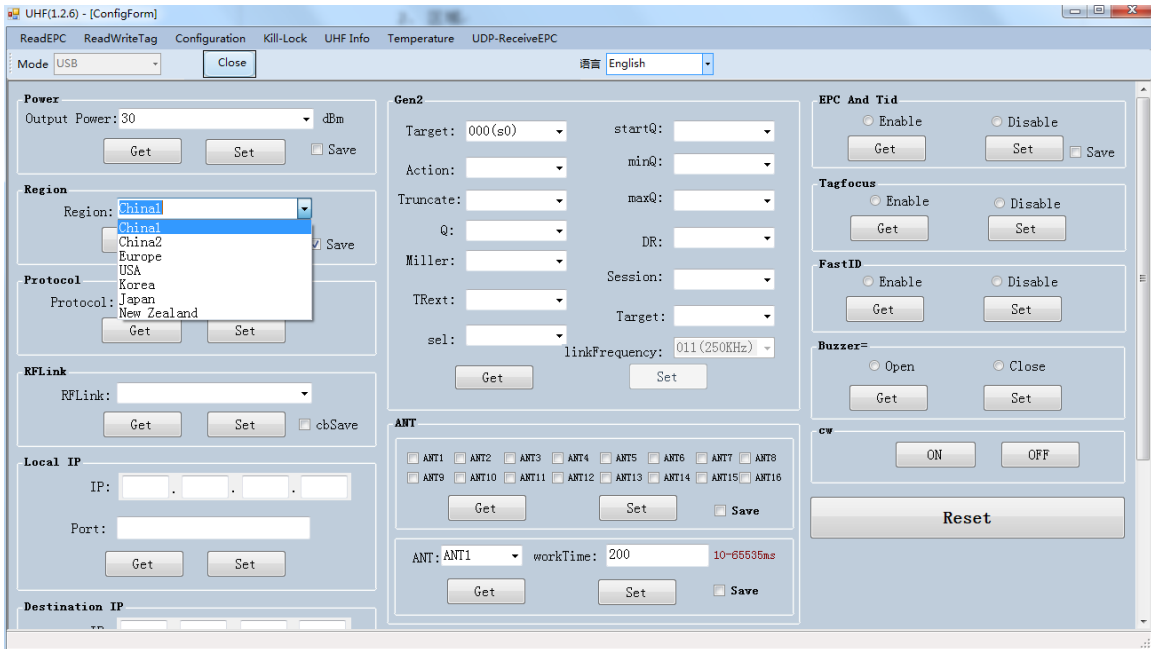 UHF(1.2.6) - [ConfigForm]
ReadEPC ReadWriteTag Configuration Kill-Lock UHF Info Temperature UDP-ReceiveEPC
Mode USB Close 语言 English
Power
Output Power: 30 dBm
Get Set Save
Region
Region: China1
China1
China2
Europe
USA
Korea
Japan
New Zealand
Save
Protocol
Protocol:
Get Set
RFLink
RFLink:
Get Set cbSave
Local IP
IP: . . .
Port:
Get Set
Destination IP
Gen2
Target: 000(s0) startQ:
Action: minQ:
Truncate: maxQ:
Q: DR:
Miller: Session:
TRext: Target:
sel: linkFrequency: 011(250KHz)
Get Set
ANT
ANT1 ANT2 ANT3 ANT4 ANT5 ANT6 ANT7 ANT8
ANT9 ANT10 ANT11 ANT12 ANT13 ANT14 ANT15 ANT16
Get Set Save
ANT: ANT1 workTime: 200 10-65535ms
Get Set Save
EPC And Tid
Enable Disable
Get Set Save
Tagfocus
Enable Disable
Get Set
FastID
Enable Disable
Get Set
Buzzer=
Open Close
Get Set
cw
ON OFF
Reset